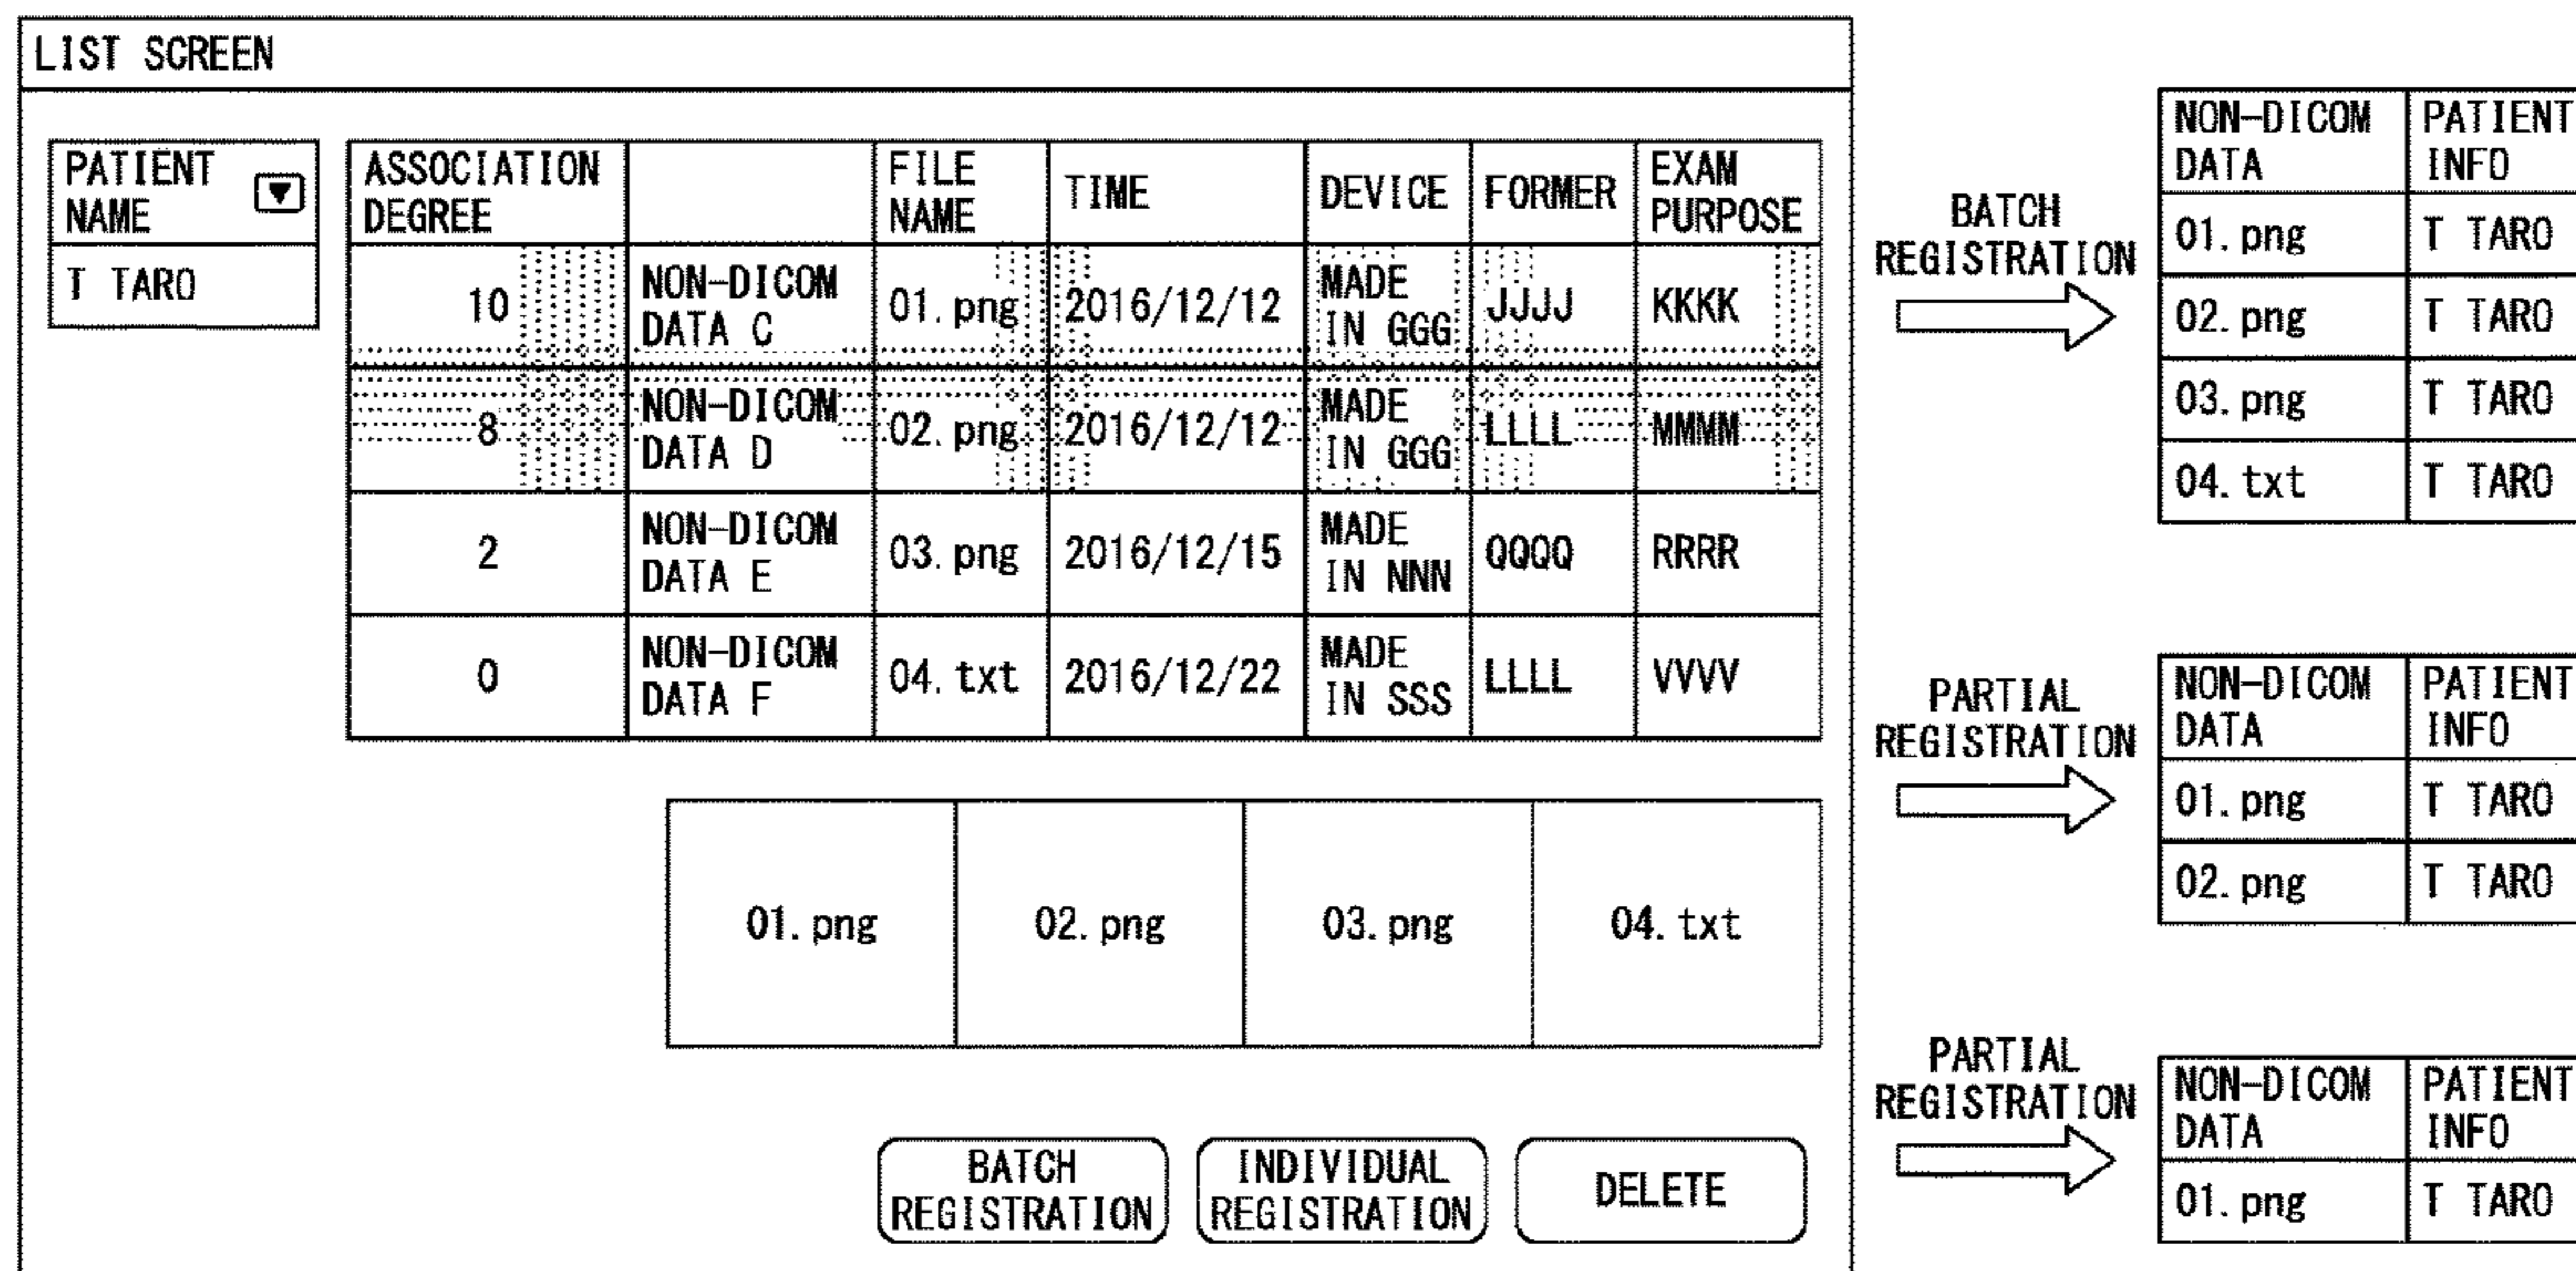 LIST SCREEN
PATIENT
NAME
T TARO
ASSOCIATION
DEGREE
FILE
NAME
TIME
DEVICE
FORMER
EXAM
PURPOSE
10
NON-DICOM
DATA C
01.png
2016/12/12
MADE
IN GGG
JJJJ
KKKK
8
NON-DICOM
DATA D
02.png
2016/12/12
MADE
IN GGG
LLLL
MMMM
2
NON-DICOM
DATA E
03.png
2016/12/15
MADE
IN NNN
QQQQ
RRRR
0
NON-DICOM
DATA F
04.txt
2016/12/22
MADE
IN SSS
LLLL
VVVV
01.png
02.png
03.png
04.txt
BATCH
REGISTRATION
INDIVIDUAL
REGISTRATION
DELETE
BATCH
REGISTRATION
NON-DICOM
DATA
PATIENT
INFO
01.png
T TARO
02.png
T TARO
03.png
T TARO
04.txt
T TARO
PARTIAL
REGISTRATION
NON-DICOM
DATA
PATIENT
INFO
01.png
T TARO
02.png
T TARO
PARTIAL
REGISTRATION
NON-DICOM
DATA
PATIENT
INFO
01.png
T TARO